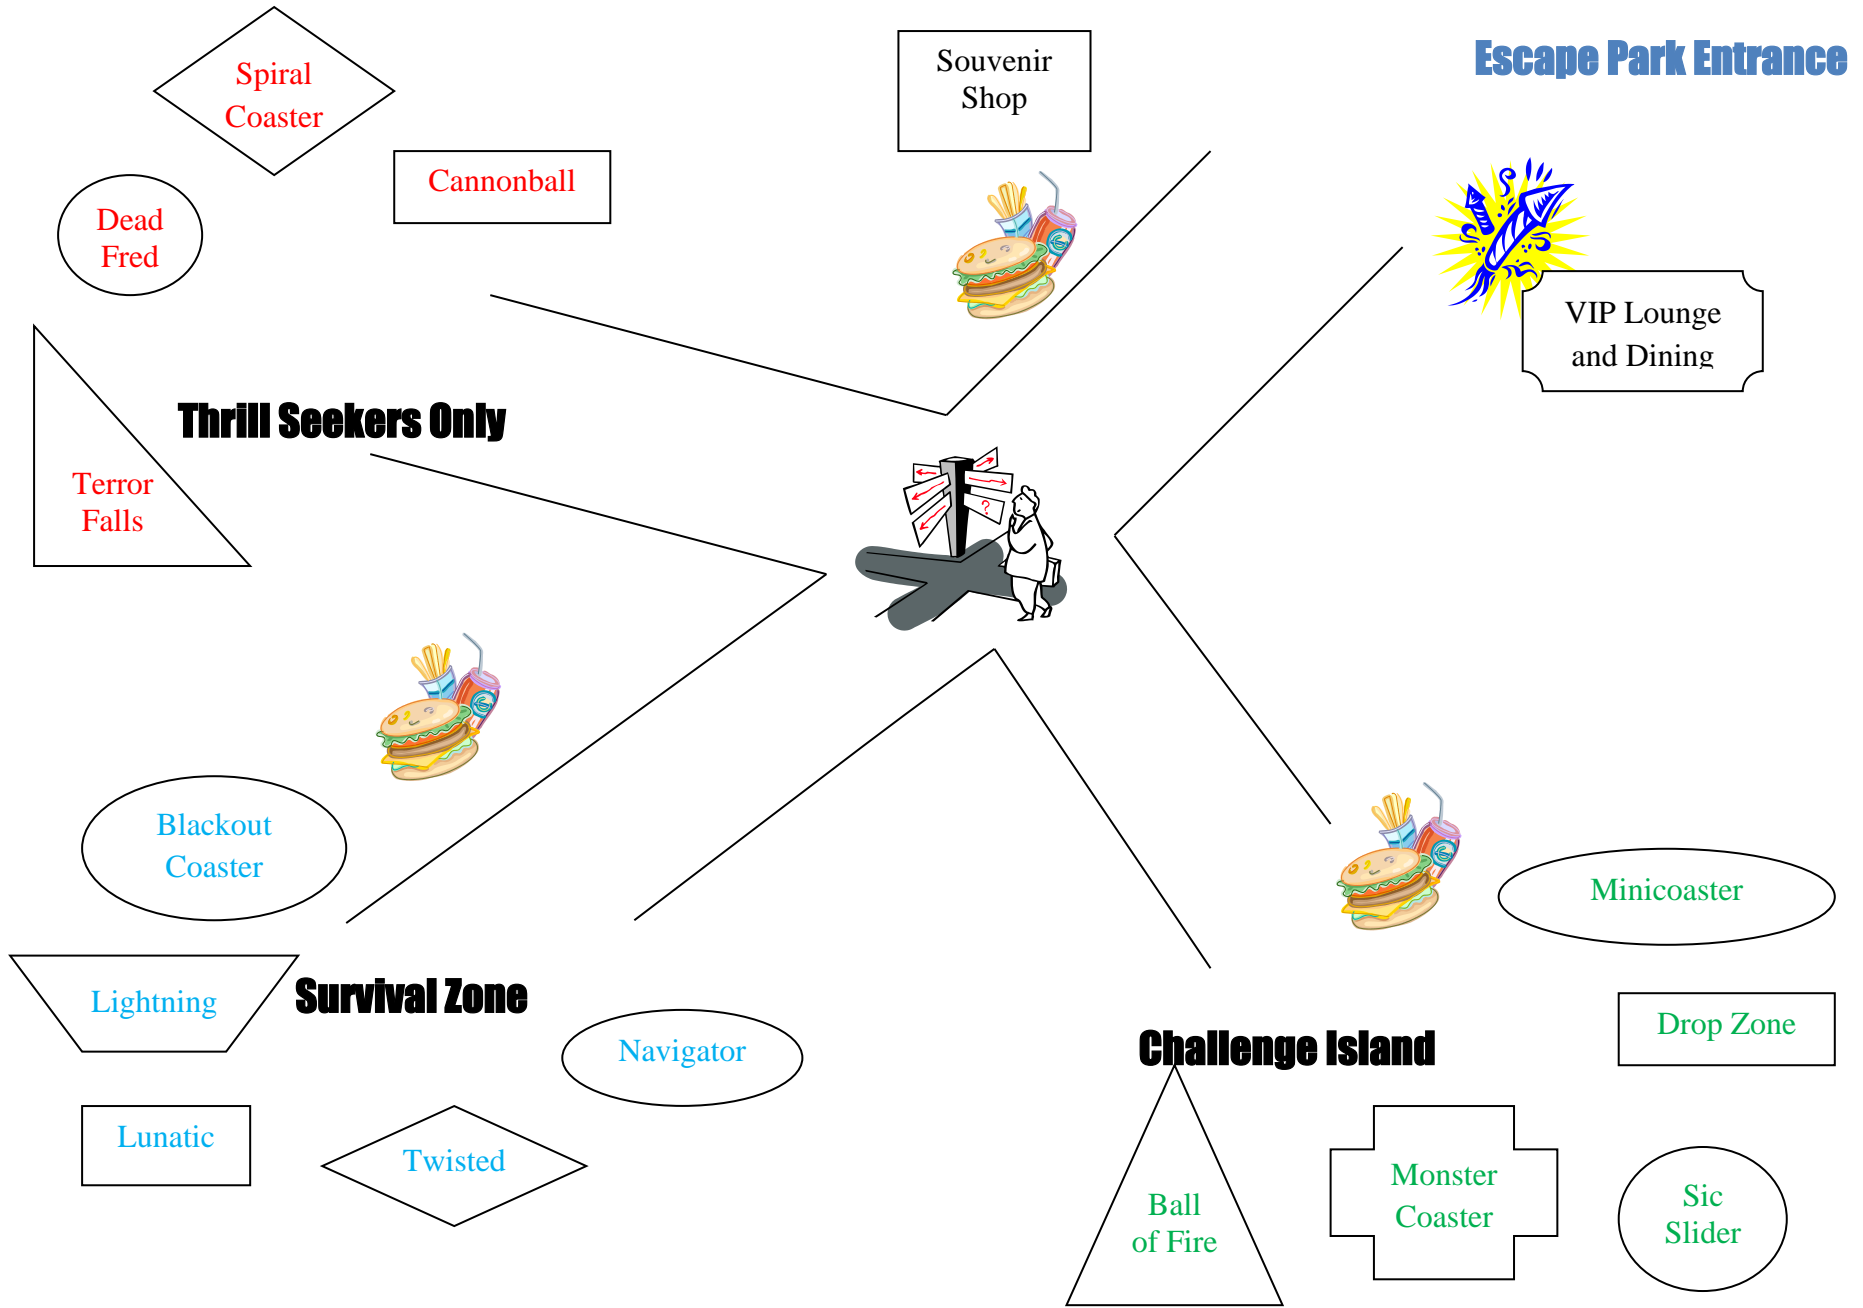 Escape Park Entrance
Souvenir
Shop
Spiral
Coaster
Cannonball
Dead
Fred
VIP Lounge
and Dining
Thrill Seekers Only
Terror
Falls
?
Blackout
Coaster
Minicoaster
Lightning
Survival Zone
Navigator
Challenge Island
Drop Zone
Lunatic
Twisted
Ball
of Fire
Monster
Coaster
Sic
Slider